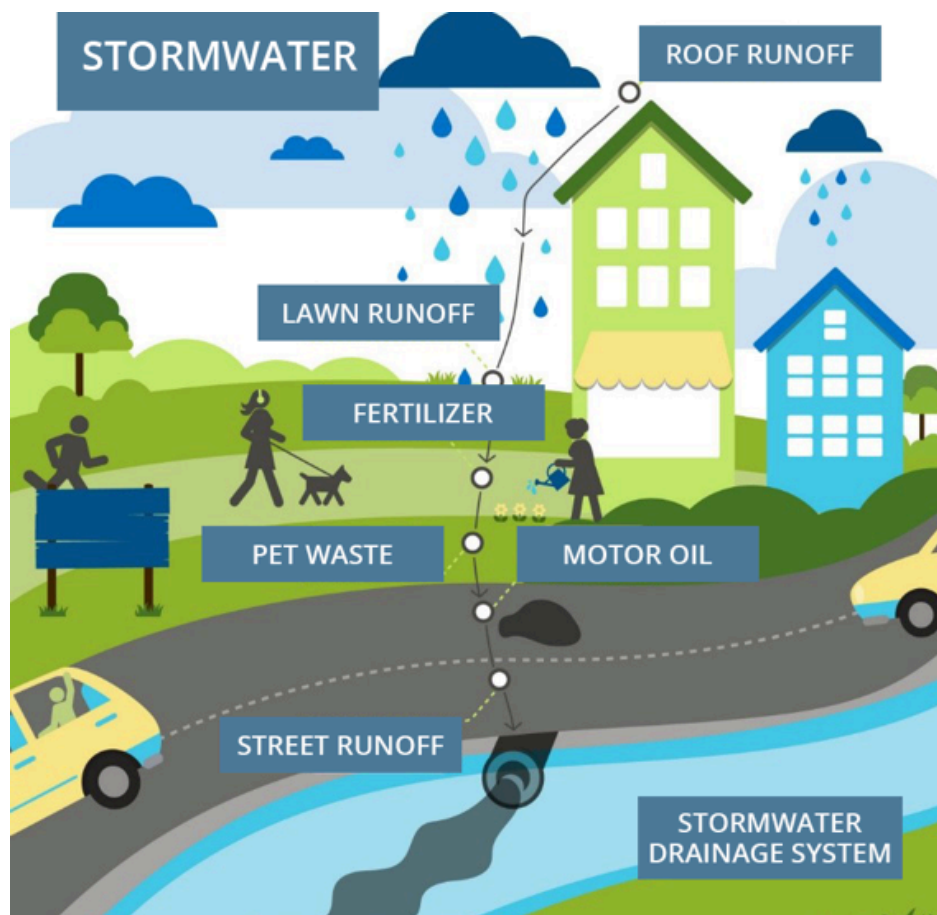 STORMWATER
ROOF RUNOFF
LAWN RUNOFF
FERTILIZER
PET WASTE
MOTOR OIL
STREET RUNOFF
STORMWATER
DRAINAGE SYSTEM